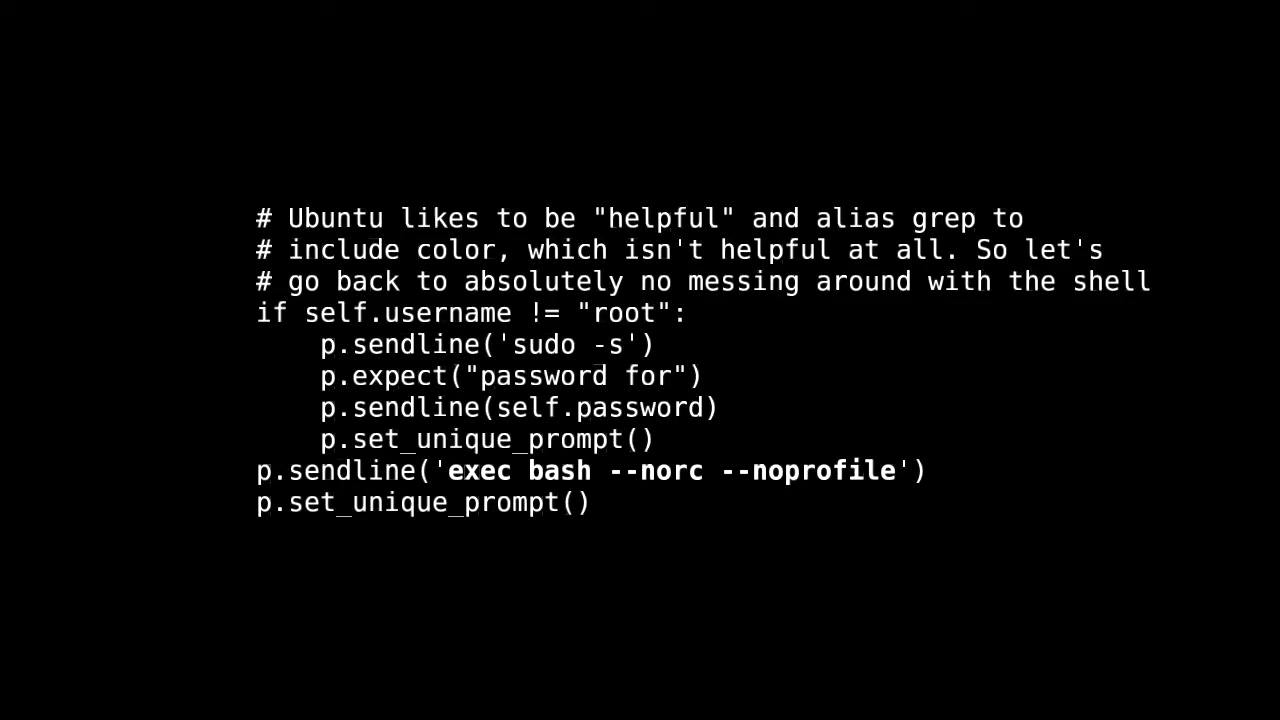 # Ubuntu likes to be "helpful" and alias grep to
# include color, which isn't helpful at all. So let's
# go back to absolutely no messing around with the shell
if self.username != "root":
    p.sendline('sudo -s')
    p.expect("password for")
    p.sendline(self.password)
    p.set_unique_prompt()
p.sendline('exec bash --norc --noprofile')
p.set_unique_prompt()